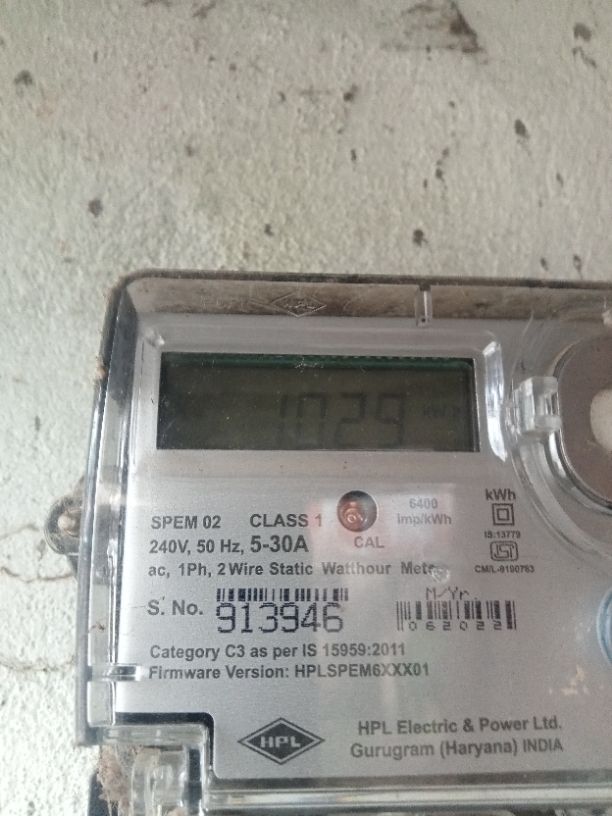 1029 kWh
SPEM 02 CLASS 1
6400 imp/kWh
kWh
240V, 50 Hz, 5-30A
CAL
IS:13779
ac, 1Ph, 2 Wire Static Watthour Meter
CM/L-9100783
S. No. 913946
M/Yr.
062022
Category C3 as per IS 15959:2011
Firmware Version: HPLSPEM6XXX01
HPL
HPL Electric & Power Ltd.
Gurugram (Haryana) INDIA